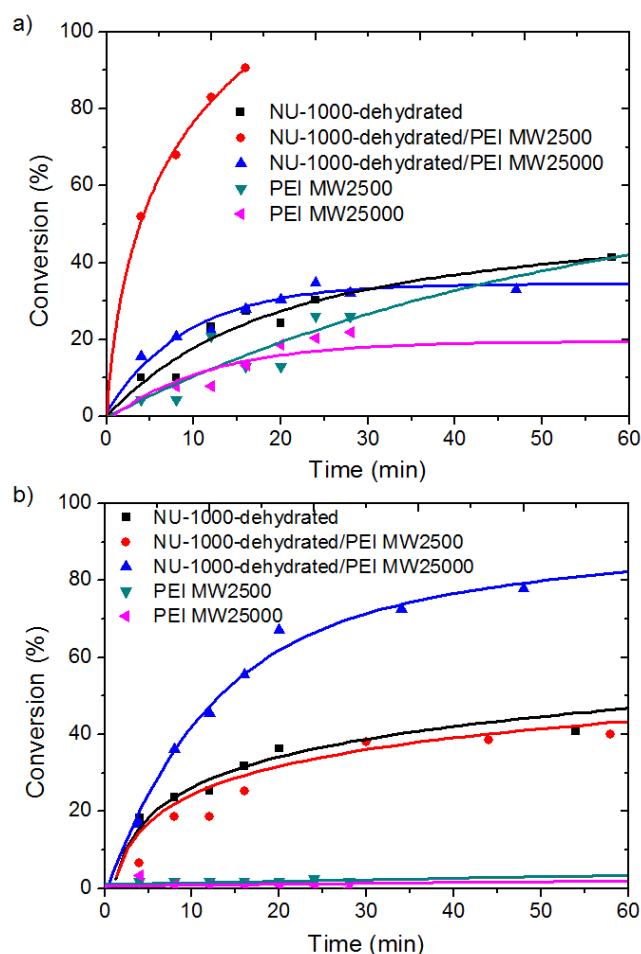 a)
100
80
60
40
20
0
Conversion (%)
NU-1000-dehydrated
NU-1000-dehydrated/PEI MW2500
NU-1000-dehydrated/PEI MW25000
PEI MW2500
PEI MW25000
0 10 20 30 40 50 60
Time (min)
b)
100
80
60
40
20
0
Conversion (%)
NU-1000-dehydrated
NU-1000-dehydrated/PEI MW2500
NU-1000-dehydrated/PEI MW25000
PEI MW2500
PEI MW25000
0 10 20 30 40 50 60
Time (min)